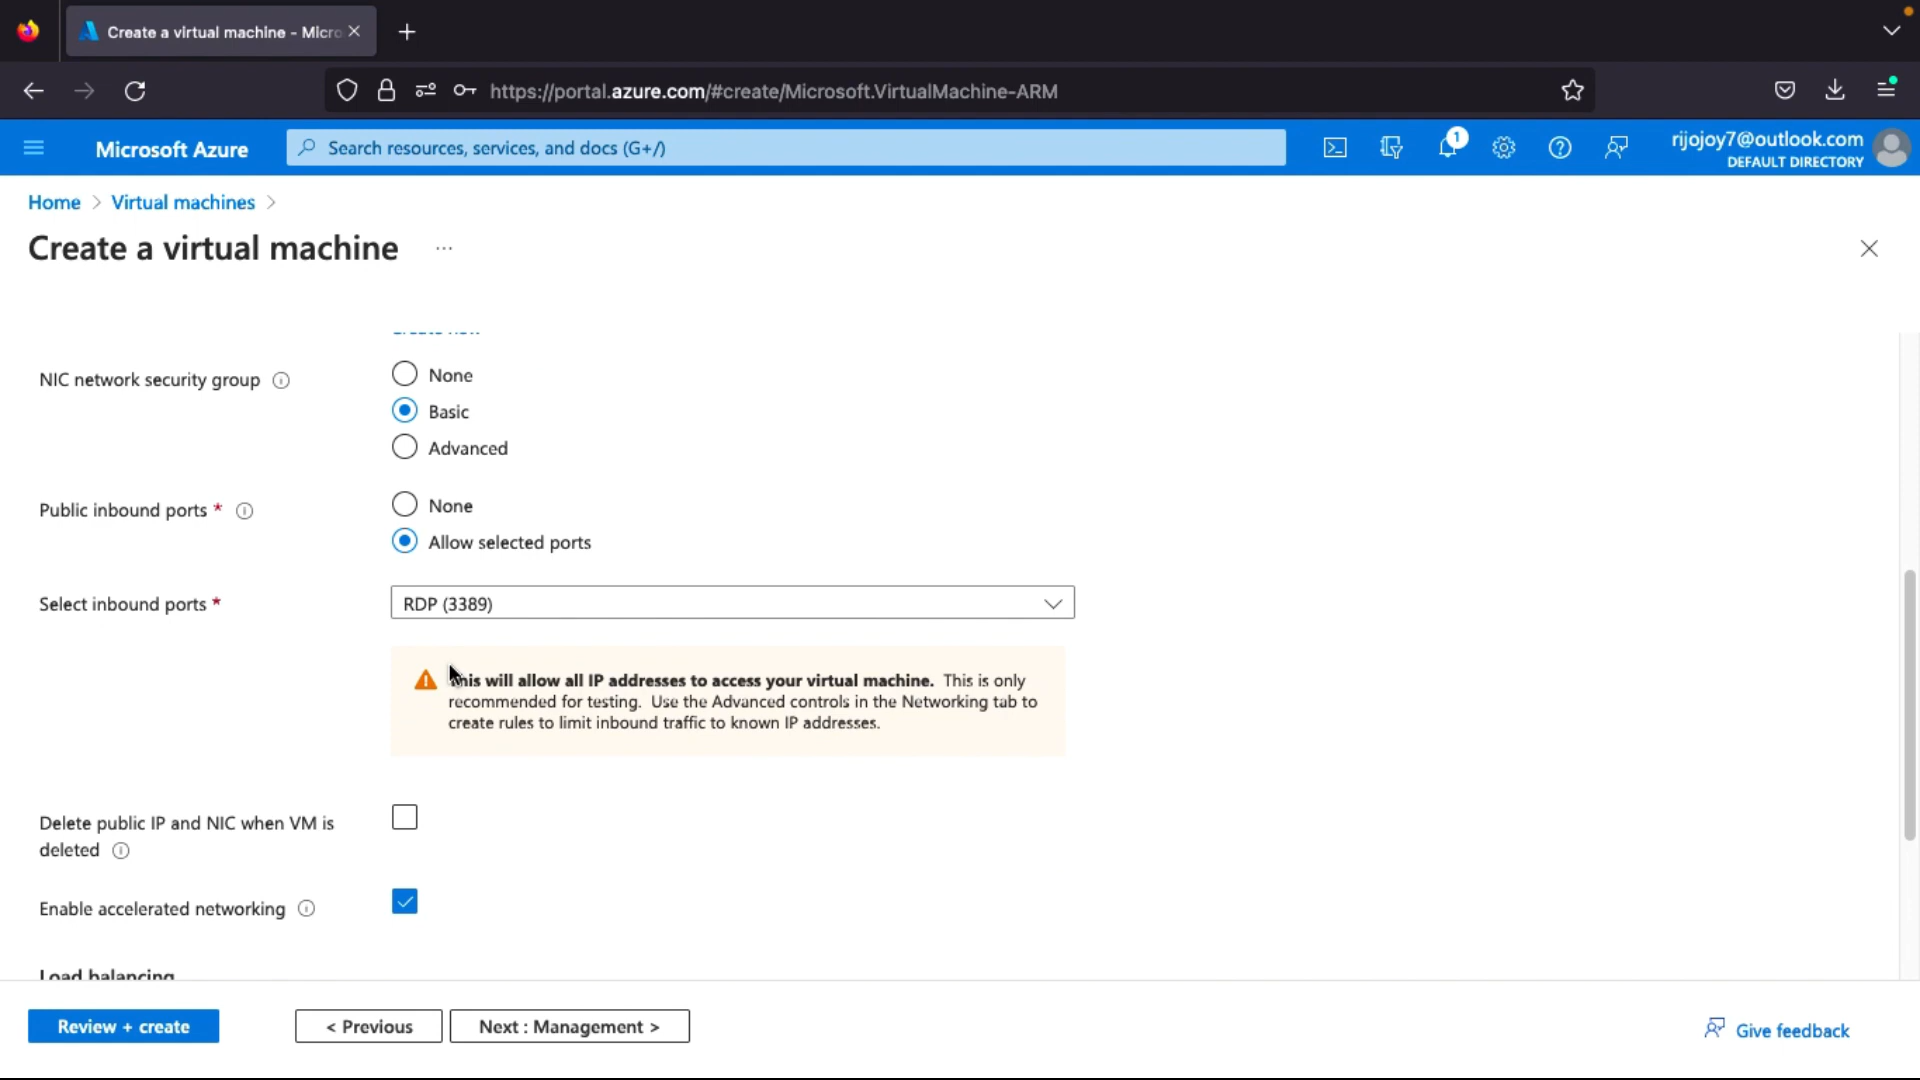 Create a virtual machine - Micro
https://portal.azure.com/#create/Microsoft.VirtualMachine-ARM
Microsoft Azure
Search resources, services, and docs (G+/)
1
rijojoy7@outlook.com
DEFAULT DIRECTORY
Home > Virtual machines >
Create a virtual machine ...
NIC network security group
None
Basic
Advanced
Public inbound ports *
None
Allow selected ports
Select inbound ports *
RDP (3389)
This will allow all IP addresses to access your virtual machine. This is only
recommended for testing. Use the Advanced controls in the Networking tab to
create rules to limit inbound traffic to known IP addresses.
Delete public IP and NIC when VM is
deleted
Enable accelerated networking
Load balancing
Review + create
< Previous
Next : Management >
Give feedback